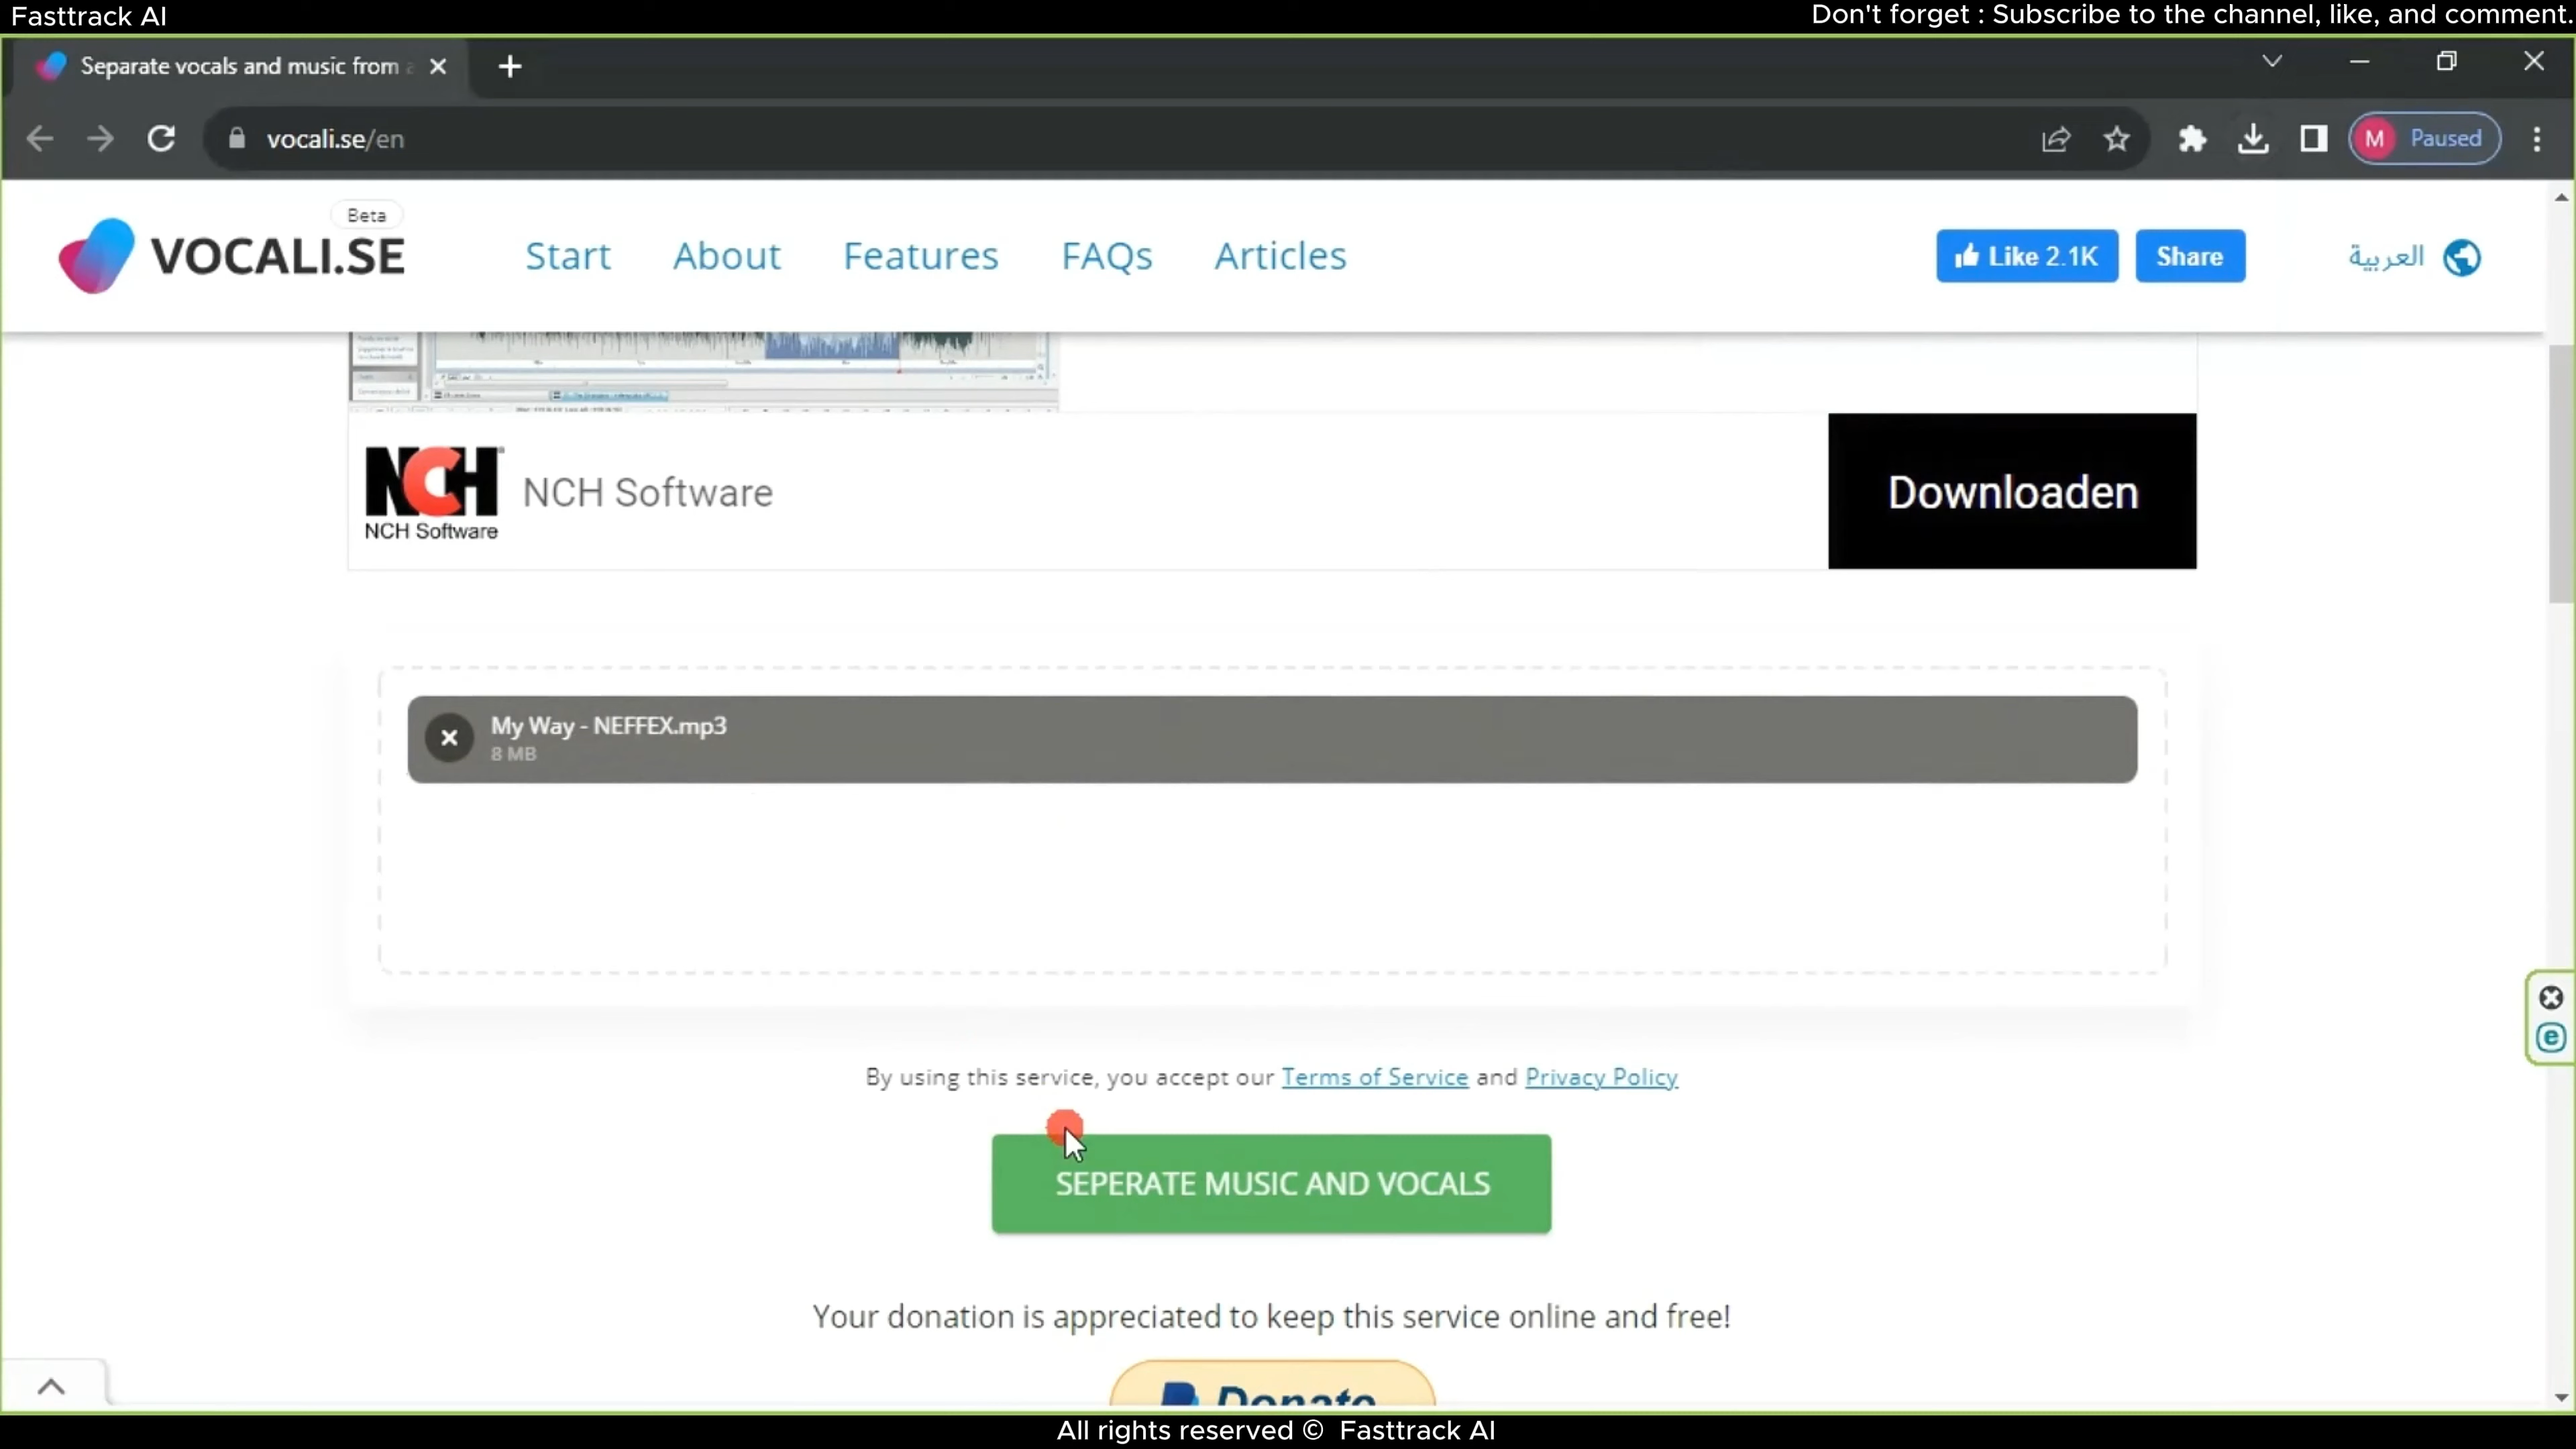 Fasttrack AI
Don't forget : Subscribe to the channel, like, and comment.
Separate vocals and music from
vocali.se/en
M Paused
Beta
VOCALI.SE
Start
About
Features
FAQs
Articles
Like 2.1K
Share
العربية
NCH
NCH Software
NCH Software
Downloaden
My Way - NEFFEX.mp3
8 MB
By using this service, you accept our Terms of Service and Privacy Policy
SEPERATE MUSIC AND VOCALS
Your donation is appreciated to keep this service online and free!
Donate
All rights reserved © Fasttrack AI